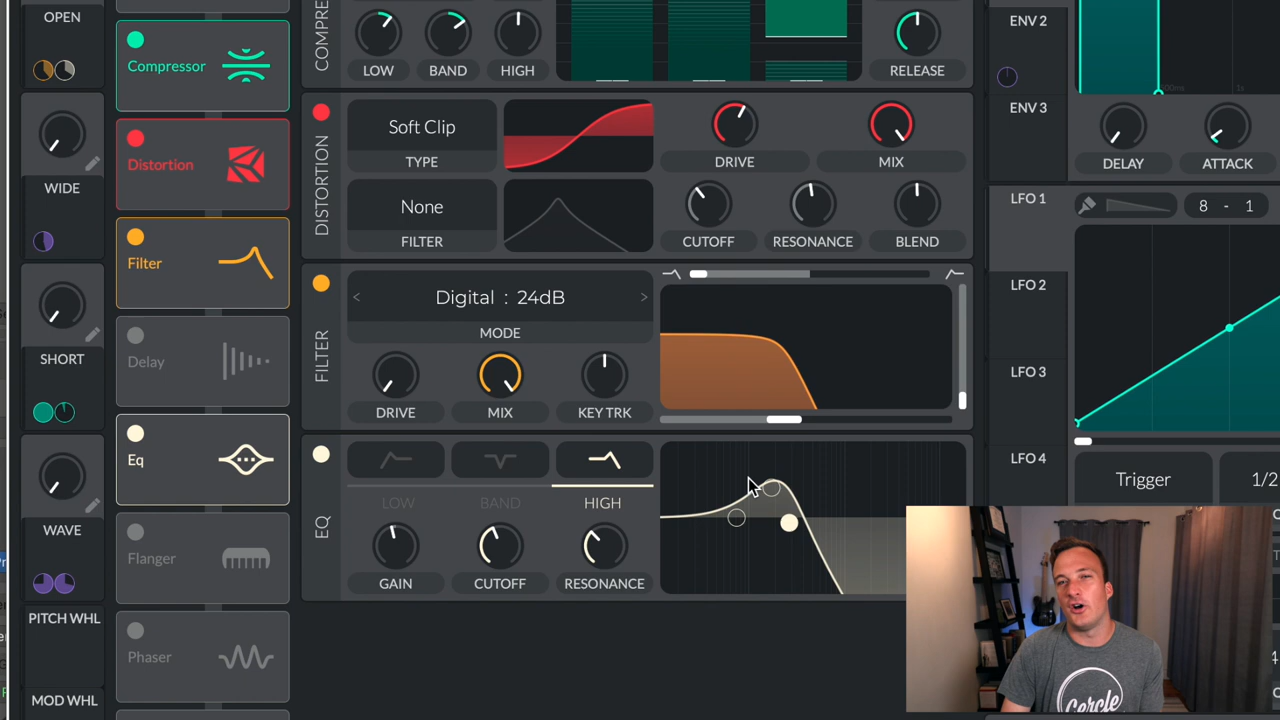 OPEN
WIDE
SHORT
WAVE
PITCH WHL
MOD WHL
Compressor
Distortion
Filter
Delay
Eq
Flanger
Phaser
LOW
BAND
HIGH
RELEASE
DISTORTION
Soft Clip
TYPE
None
FILTER
DRIVE
MIX
CUTOFF
RESONANCE
BLEND
FILTER
< Digital : 24dB >
MODE
DRIVE
MIX
KEY TRK
EQ
LOW
BAND
HIGH
GAIN
CUTOFF
RESONANCE
ENV 2
ENV 3
DELAY
ATTACK
LFO 1
8 - 1
LFO 2
LFO 3
LFO 4
Trigger
1/2
Cercle